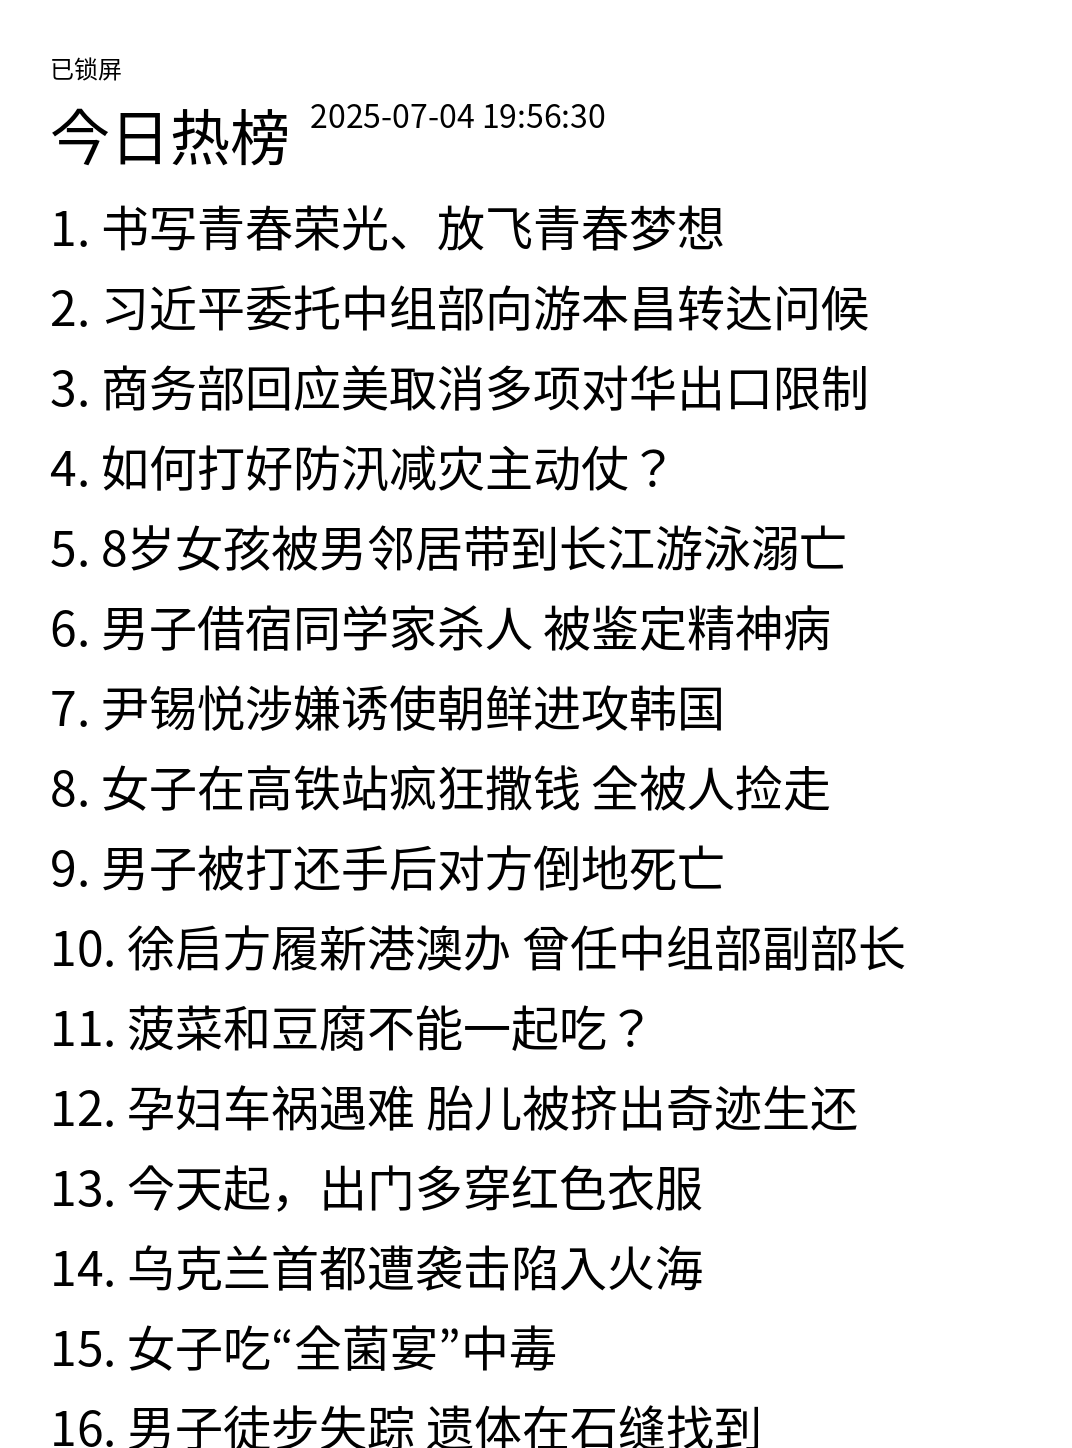 已锁屏
今日热榜 2025-07-04 19:56:30
1. 书写青春荣光、放飞青春梦想
2. 习近平委托中组部向游本昌转达问候
3. 商务部回应美取消多项对华出口限制
4. 如何打好防汛减灾主动仗？
5. 8岁女孩被男邻居带到长江游泳溺亡
6. 男子借宿同学家杀人 被鉴定精神病
7. 尹锡悦涉嫌诱使朝鲜进攻韩国
8. 女子在高铁站疯狂撒钱 全被人捡走
9. 男子被打还手后对方倒地死亡
10. 徐启方履新港澳办 曾任中组部副部长
11. 菠菜和豆腐不能一起吃？
12. 孕妇车祸遇难 胎儿被挤出奇迹生还
13. 今天起，出门多穿红色衣服
14. 乌克兰首都遭袭击陷入火海
15. 女子吃“全菌宴”中毒
16. 男子徒步失踪 遗体在石缝找到